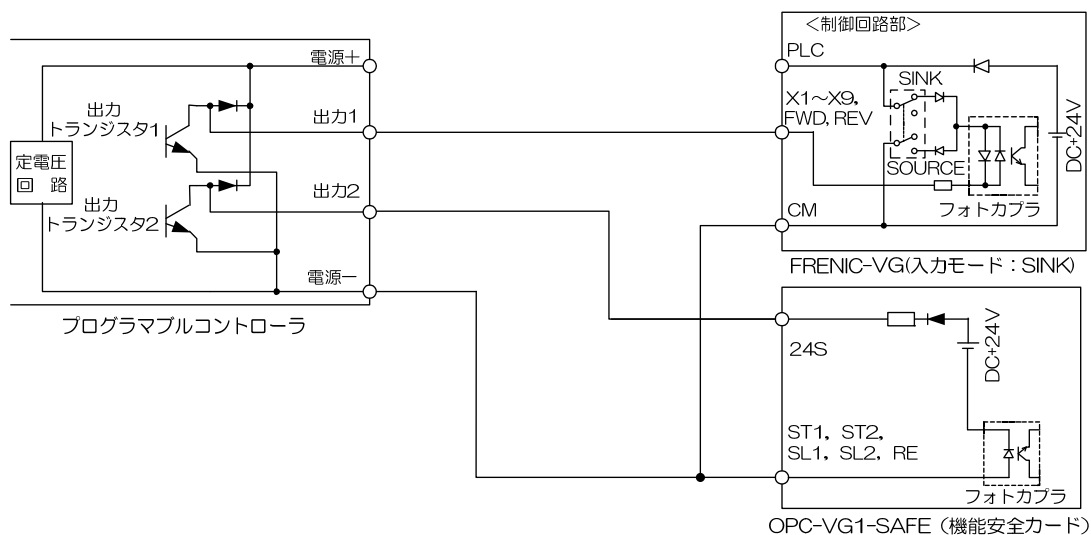 電源+
出力
トランジスタ1
出力1
定電圧
回 路
出力
トランジスタ2
出力2
電源−
プログラマブルコントローラ
<制御回路部>
PLC
SINK
X1~X9,
FWD, REV
DC+24V
SOURCE
CM
フォトカプラ
FRENIC-VG(入力モード:SINK)
24S
DC+24V
ST1, ST2,
SL1, SL2, RE
フォトカプラ
OPC-VG1-SAFE(機能安全カード)